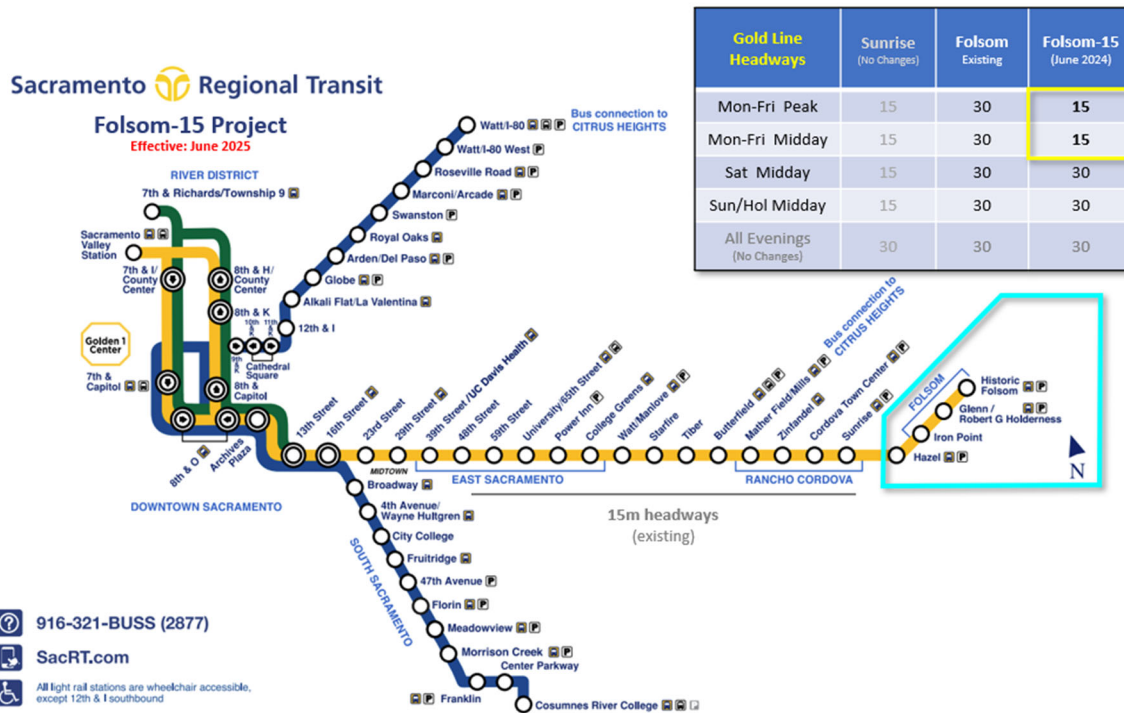 Sacramento Regional Transit
Folsom-15 Project
Effective: June 2025
Gold Line Headways | Sunrise (No Changes) | Folsom Existing | Folsom-15 (June 2024)
Mon-Fri Peak | 15 | 30 | 15
Mon-Fri Midday | 15 | 30 | 15
Sat Midday | 15 | 30 | 30
Sun/Hol Midday | 15 | 30 | 30
All Evenings (No Changes) | 30 | 30 | 30
Bus connection to
CITRUS HEIGHTS
Watt/I-80 P
Watt/I-80 West P
Roseville Road P
Marconi/Arcade P
Swanston P
Royal Oaks
Arden/Del Paso P
Globe P
Alkali Flat/La Valentina
12th & I
RIVER DISTRICT
7th & Richards/Township 9
Sacramento
Valley
Station
7th & I/
County
Center
8th & H/
County
Center
8th & K
9th & K
10th & K
11th & K
Cathedral
Square
Golden 1
Center
7th &
Capitol
8th &
Capitol
8th & O
Archives
Plaza
DOWNTOWN SACRAMENTO
13th Street
16th Street
23rd Street
29th Street
39th Street /UC Davis Health
48th Street
59th Street
University/65th Street
Power Inn P
College Greens
Watt/Manlove P
Starfire
Tiber
Butterfield P
Mather Field/Mills P
Zinfandel
Cordova Town Center P
Sunrise P
Bus connection to
CITRUS HEIGHTS
MIDTOWN
EAST SACRAMENTO
RANCHO CORDOVA
15m headways
(existing)
FOLSOM
Historic
Folsom P
Glenn /
Robert G Holderness P
Iron Point
Hazel P
N
Broadway
4th Avenue/
Wayne Hultgren
City College
Fruitridge
47th Avenue P
Florin P
Meadowview P
Morrison Creek P
Center Parkway
P Franklin
Cosumnes River College P
SOUTH SACRAMENTO
? 916-321-BUSS (2877)
SacRT.com
All light rail stations are wheelchair accessible,
except 12th & I southbound